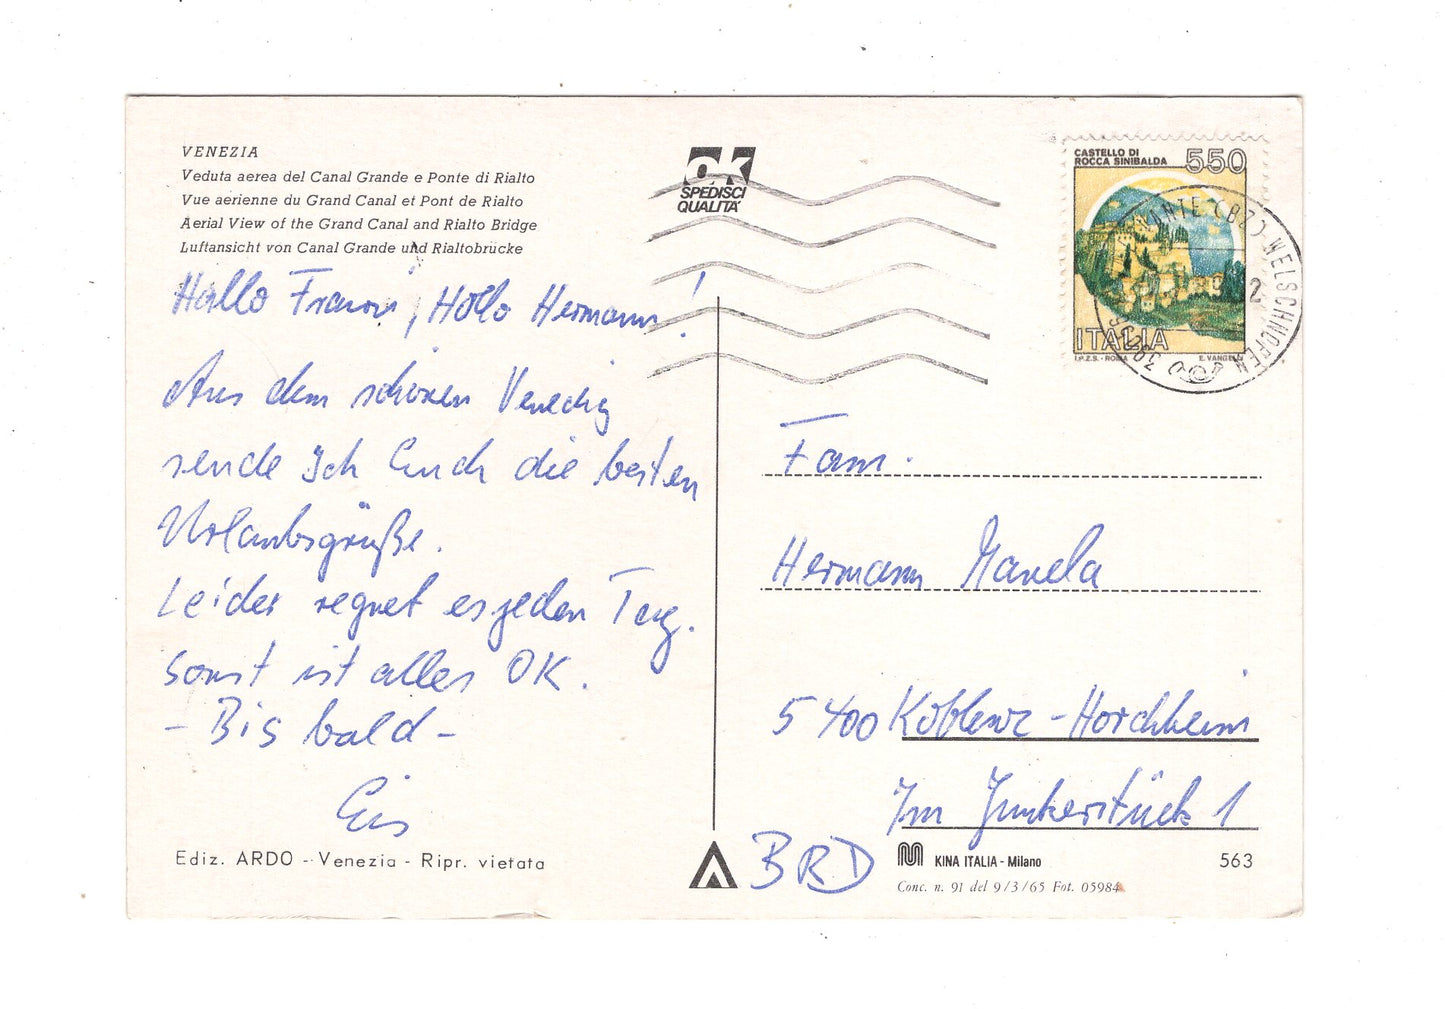 VENEZIA
Veduta aerea del Canal Grande e Ponte di Rialto
Vue aerienne du Grand Canal et Pont de Rialto
Aerial View of the Grand Canal and Rialto Bridge
Luftansicht von Canal Grande und Rialtobrücke
Hallo, Hallo Hermann!
Aus dem schönen Venedig
sende Ich Euch die besten
Urlaubsgrüße.
Leider regnet es jeden Tag.
Sonst ist alles OK.
- Bis bald -
Ediz. ARDO - Venezia - Ripr. vietata
ok
SPEDISCI
QUALITÀ
CASTELLO DI
ROCCA SINIBALDA 550
ITALIA
I.P.Z.S. - ROMA
(BZ) WELSCHNOFEN
Fam.
Hermann
5400 Koblenz - Horchheim
Im Junkerstück 1
BRD
KINA ITALIA - Milano
563
Conc. n. 91 del 9/3/65 Fot. 05984